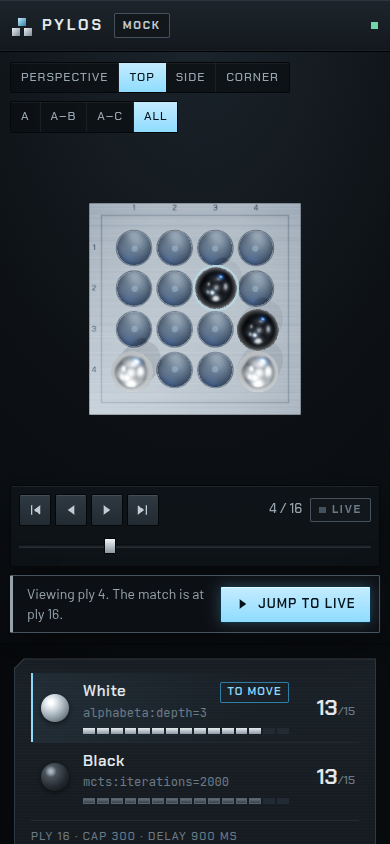 PYLOS MOCK
PERSPECTIVE TOP SIDE CORNER
A A–B A–C ALL
1 2 3 4
1
2
3
4
4 / 16 LIVE
Viewing ply 4. The match is at
ply 16.
JUMP TO LIVE
White TO MOVE
alphabeta:depth=3
13/15
Black
mcts:iterations=2000
13/15
PLY 16 · CAP 300 · DELAY 900 MS